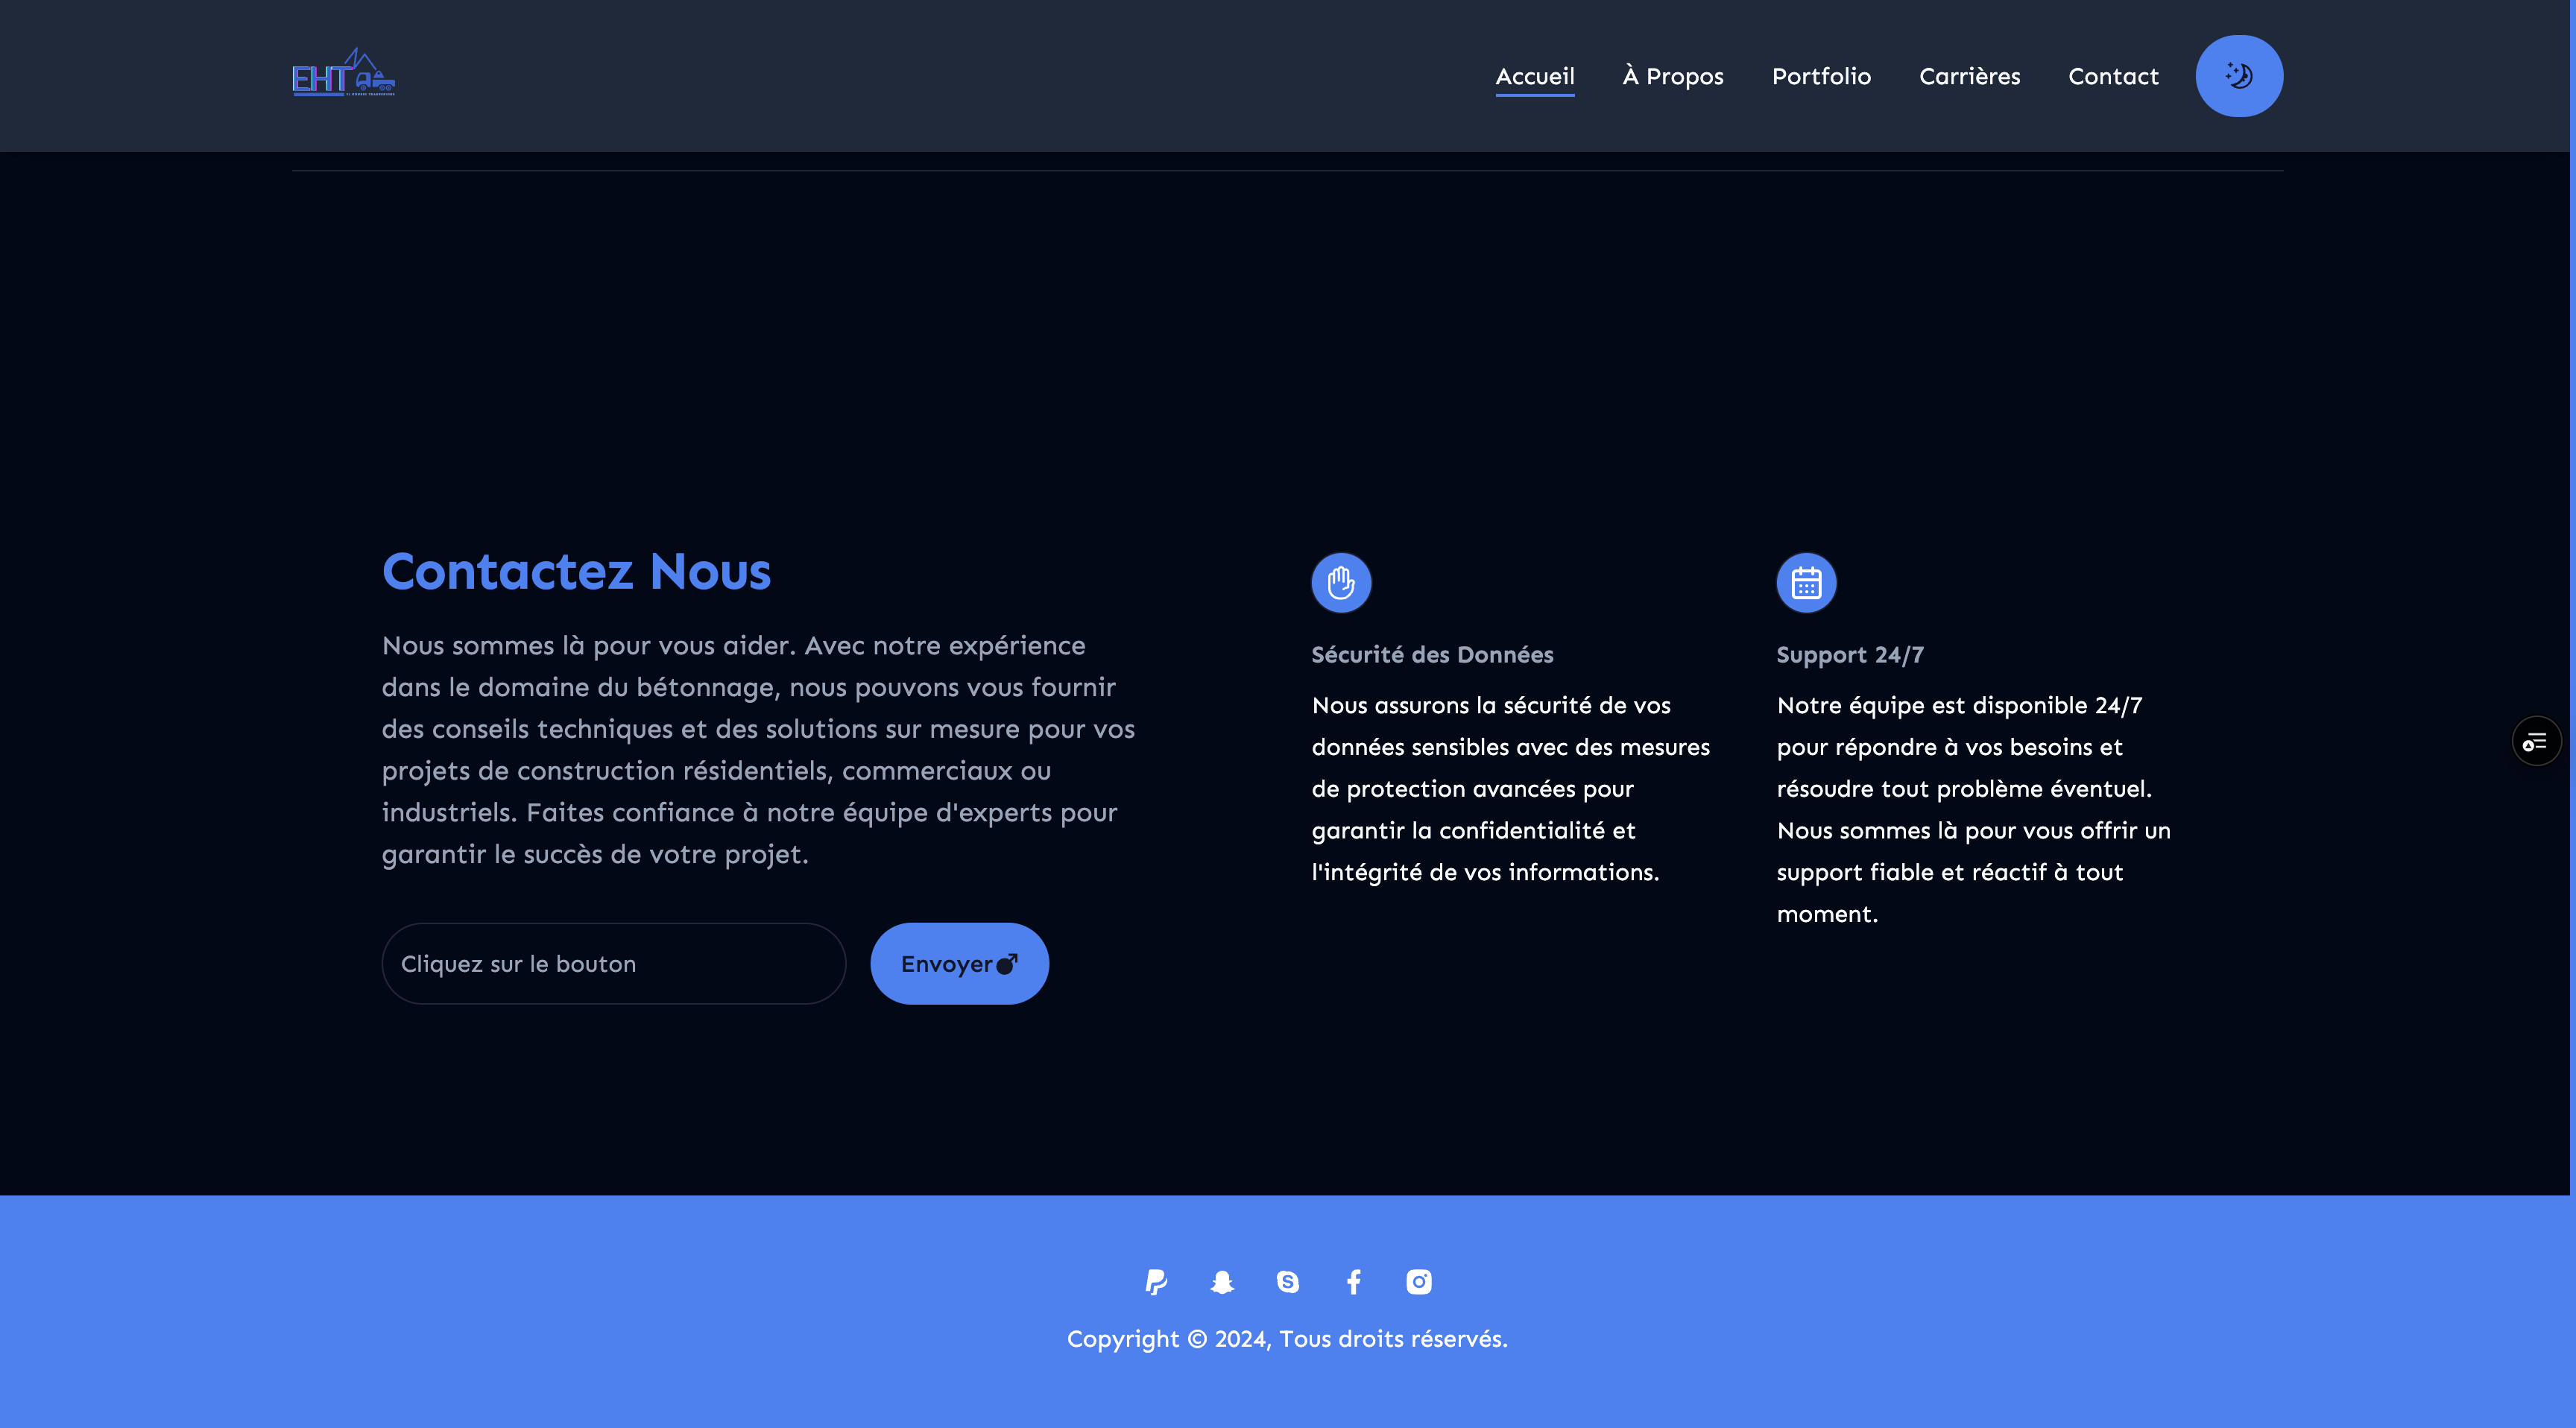 EHT
Accueil
À Propos
Portfolio
Carrières
Contact
Contactez Nous
Nous sommes là pour vous aider. Avec notre expérience
dans le domaine du bétonnage, nous pouvons vous fournir
des conseils techniques et des solutions sur mesure pour vos
projets de construction résidentiels, commerciaux ou
industriels. Faites confiance à notre équipe d'experts pour
garantir le succès de votre projet.
Cliquez sur le bouton
Envoyer
Sécurité des Données
Nous assurons la sécurité de vos
données sensibles avec des mesures
de protection avancées pour
garantir la confidentialité et
l'intégrité de vos informations.
Support 24/7
Notre équipe est disponible 24/7
pour répondre à vos besoins et
résoudre tout problème éventuel.
Nous sommes là pour vous offrir un
support fiable et réactif à tout
moment.
Copyright © 2024, Tous droits réservés.